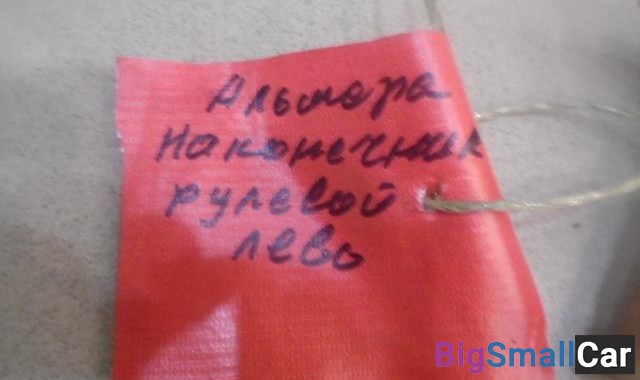 Альмера
Наконечник
рулевой
лево
BigSmallCar